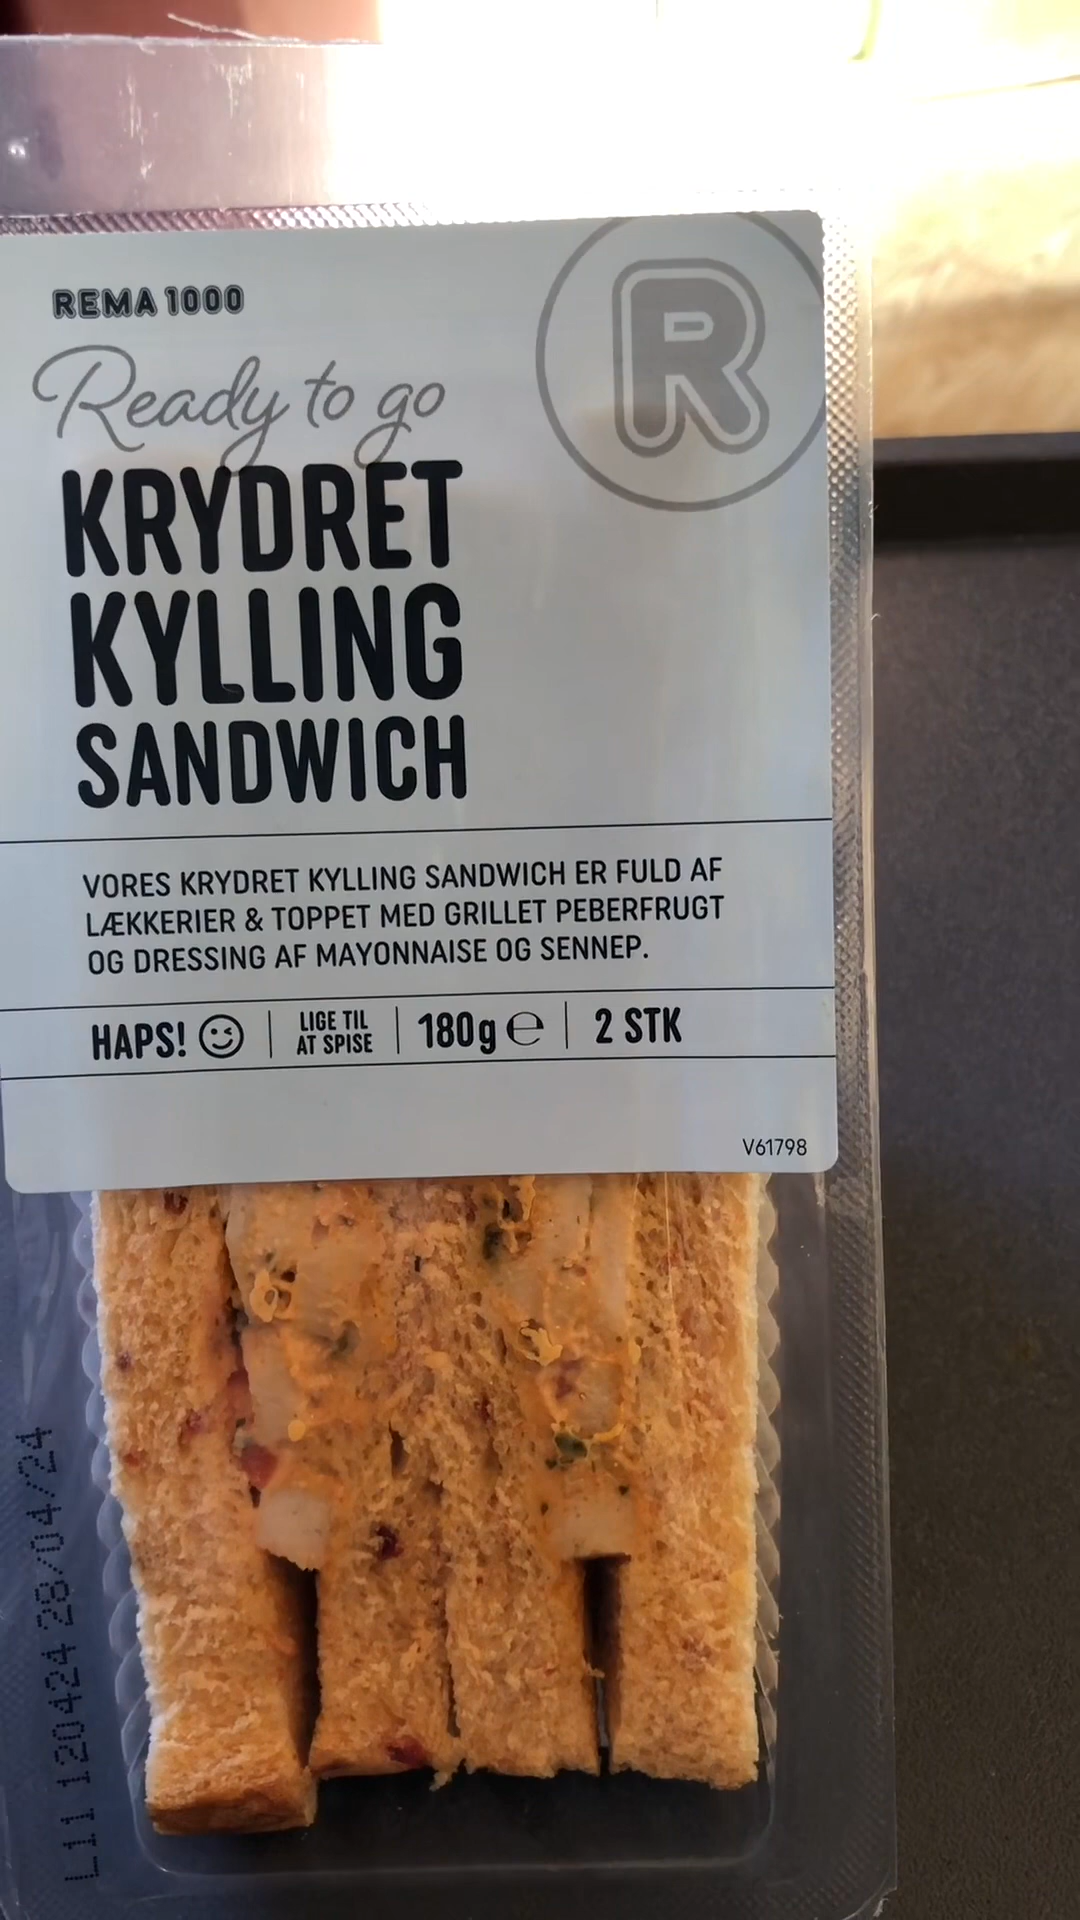 REMA 1000
R
Ready to go
KRYDRET
KYLLING
SANDWICH
VORES KRYDRET KYLLING SANDWICH ER FULD AF
LÆKKERIER & TOPPET MED GRILLET PEBERFRUGT
OG DRESSING AF MAYONNAISE OG SENNEP.
HAPS! LIGE TIL AT SPISE 180g ℮ 2 STK
V61798
L11 120424 28/04/24